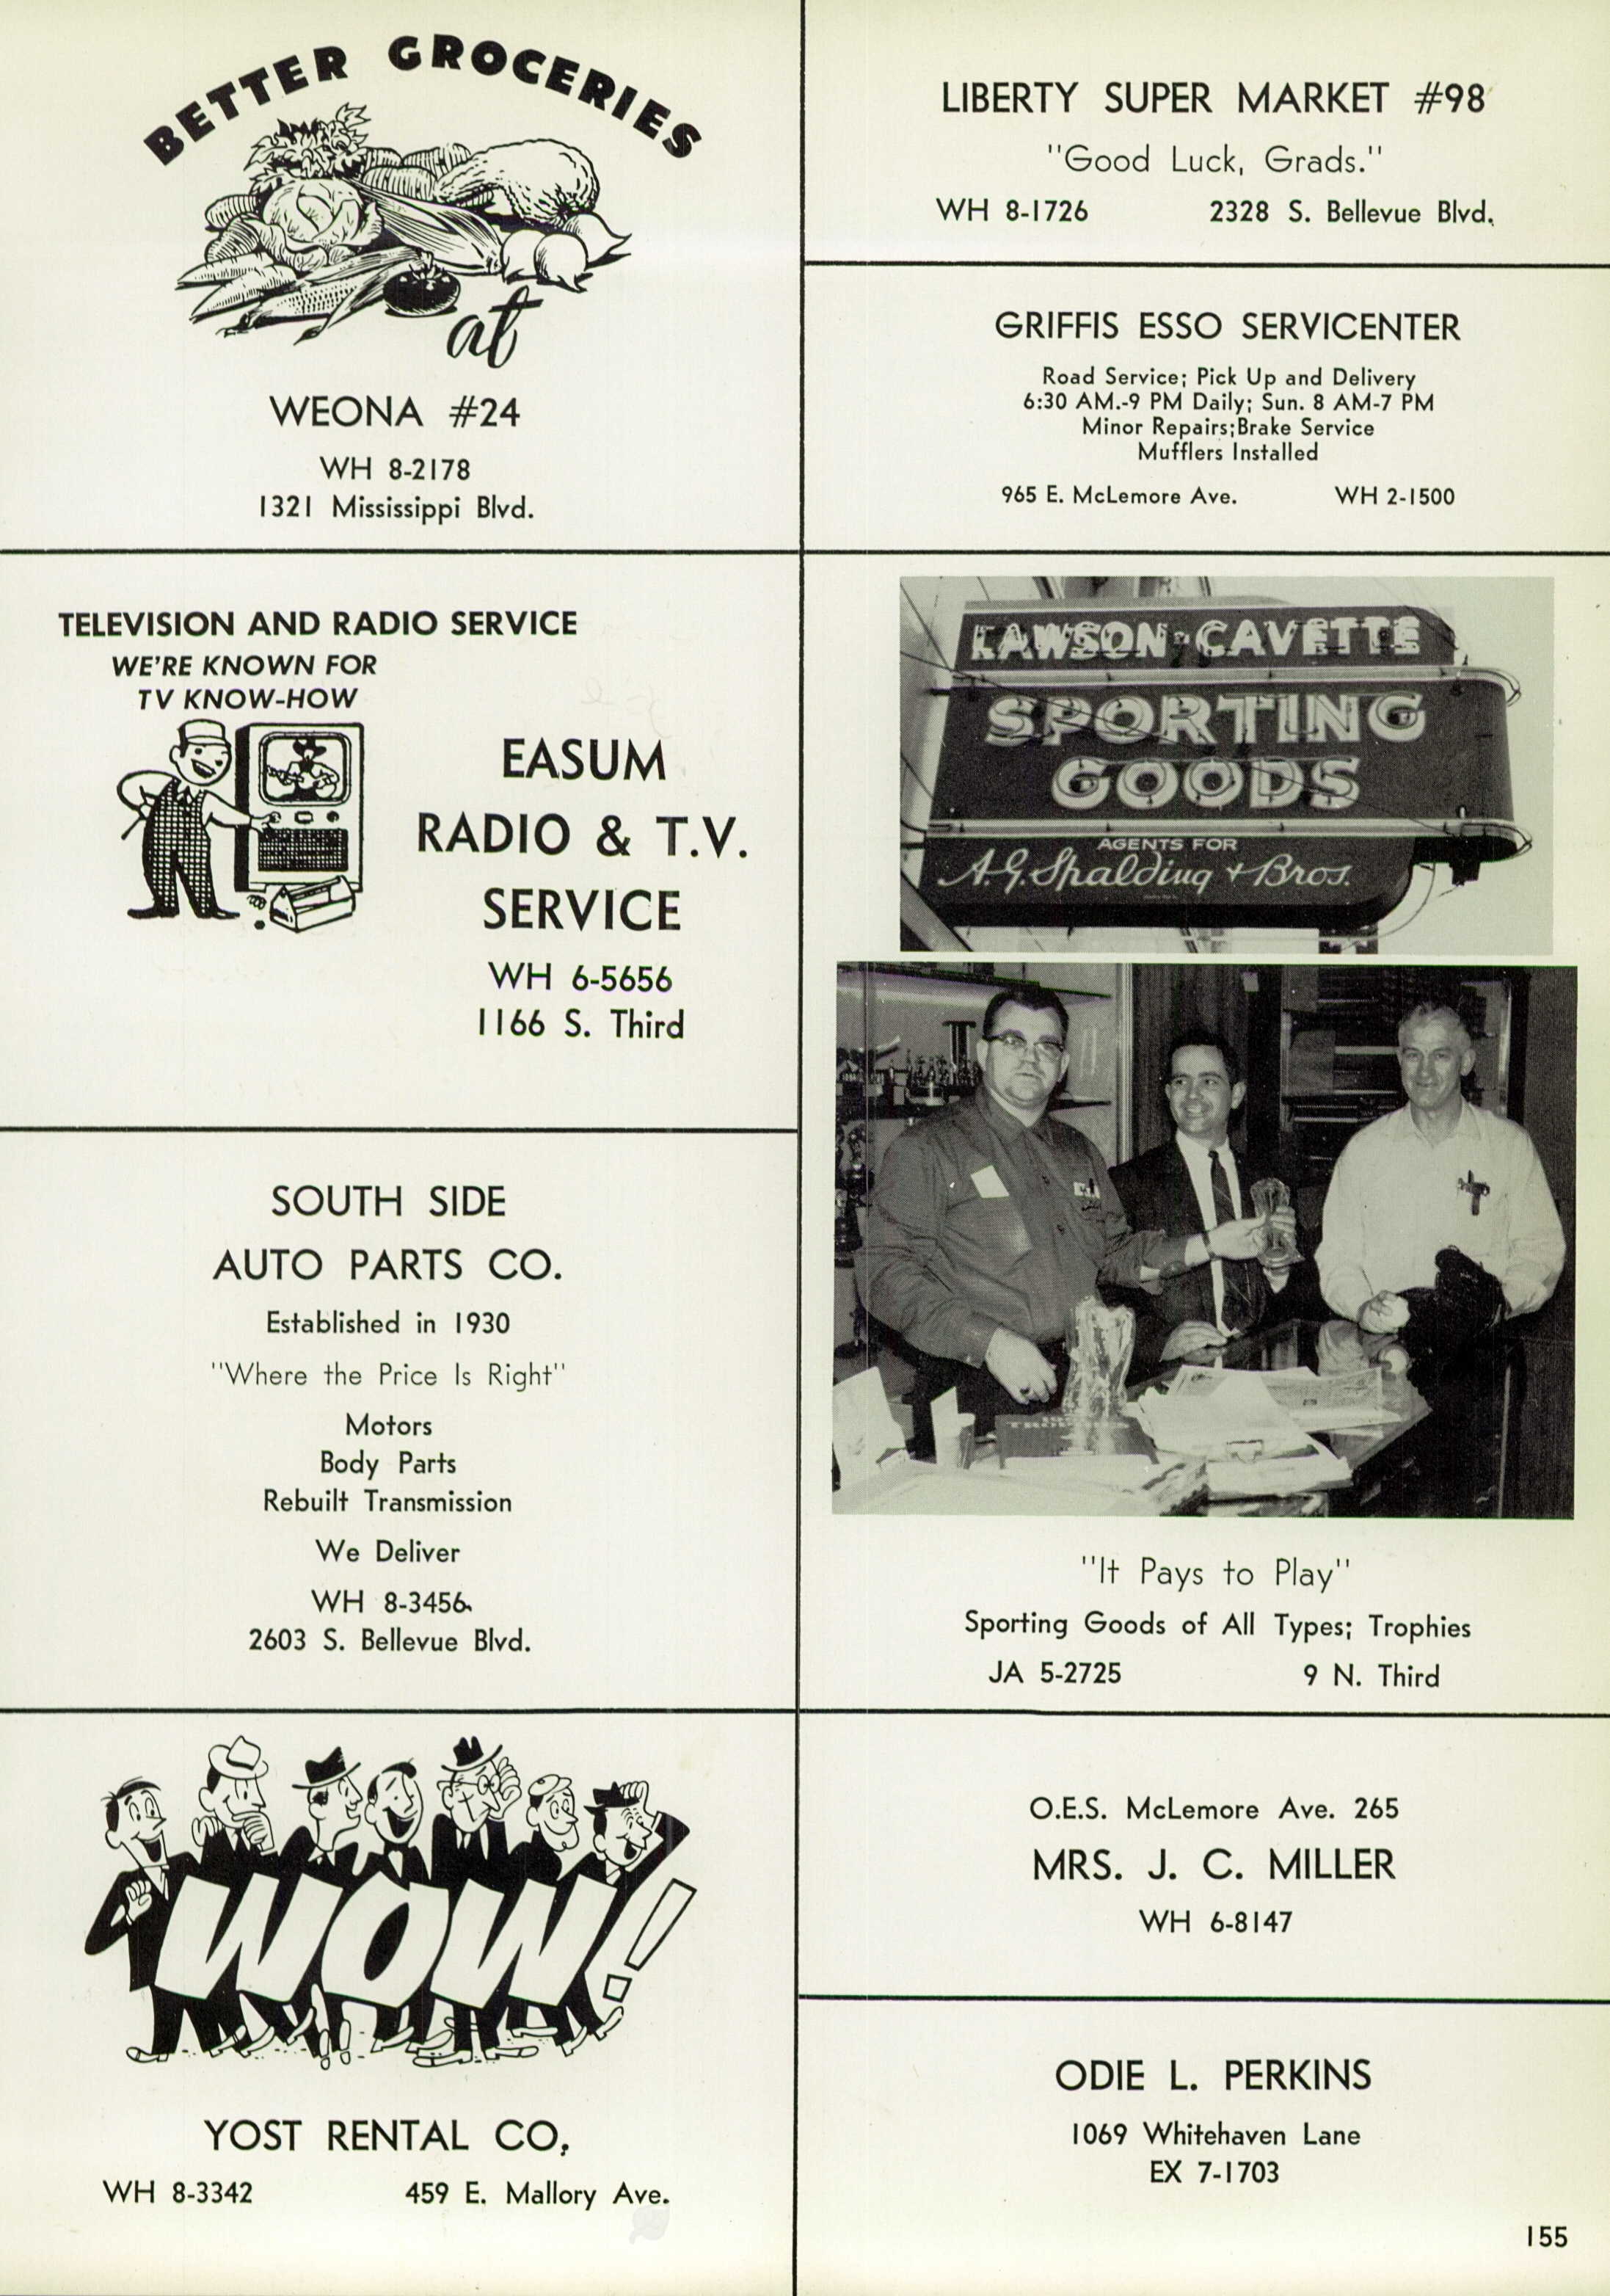 BETTER GROCERIES
at
WEONA #24
WH 8-2178
1321 Mississippi Blvd.
LIBERTY SUPER MARKET #98
"Good Luck, Grads."
WH 8-1726 2328 S. Bellevue Blvd.
GRIFFIS ESSO SERVICENTER
Road Service; Pick Up and Delivery
6:30 AM.-9 PM Daily; Sun. 8 AM-7 PM
Minor Repairs;Brake Service
Mufflers Installed
965 E. McLemore Ave. WH 2-1500
TELEVISION AND RADIO SERVICE
WE'RE KNOWN FOR
TV KNOW-HOW
EASUM
RADIO & T.V.
SERVICE
WH 6-5656
1166 S. Third
LAWSON-CAVETTE
SPORTING
GOODS
AGENTS FOR
A.G. Spalding + Bros.
"It Pays to Play"
Sporting Goods of All Types; Trophies
JA 5-2725 9 N. Third
SOUTH SIDE
AUTO PARTS CO.
Established in 1930
"Where the Price Is Right"
Motors
Body Parts
Rebuilt Transmission
We Deliver
WH 8-3456
2603 S. Bellevue Blvd.
WOW!
YOST RENTAL CO.
WH 8-3342 459 E. Mallory Ave.
O.E.S. McLemore Ave. 265
MRS. J. C. MILLER
WH 6-8147
ODIE L. PERKINS
1069 Whitehaven Lane
EX 7-1703
155